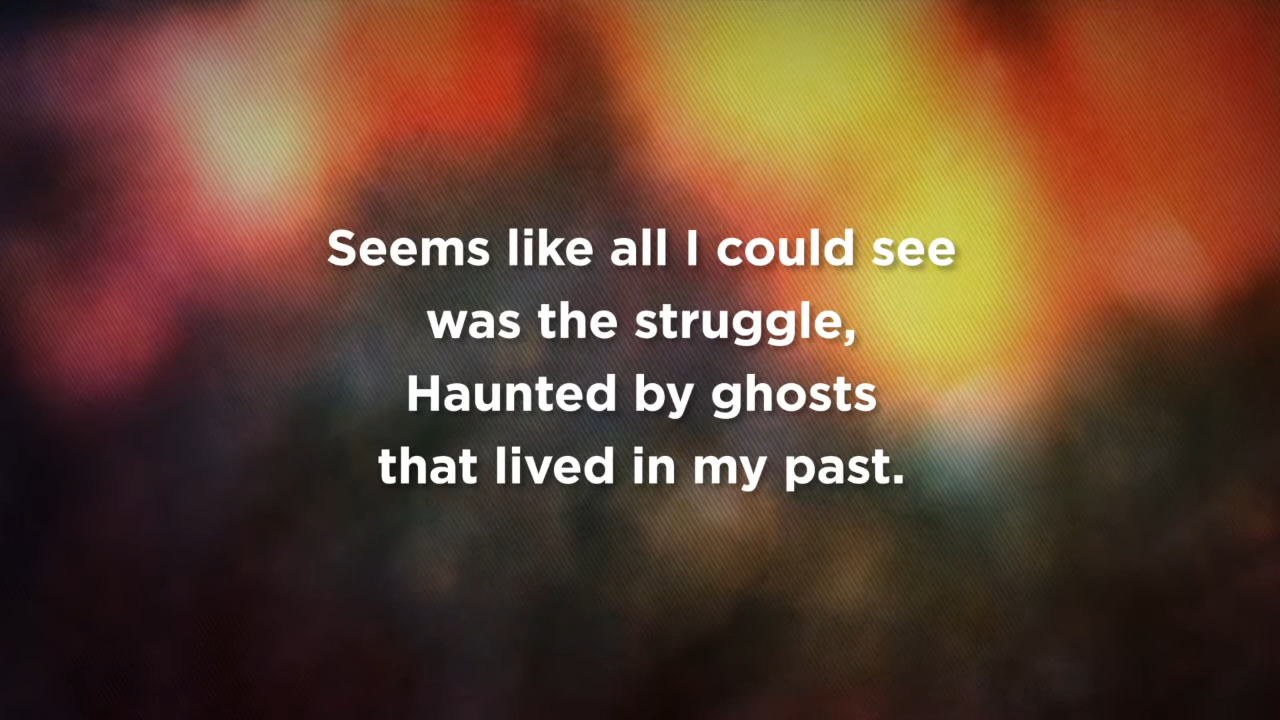 Seems like all I could see
was the struggle,
Haunted by ghosts
that lived in my past.